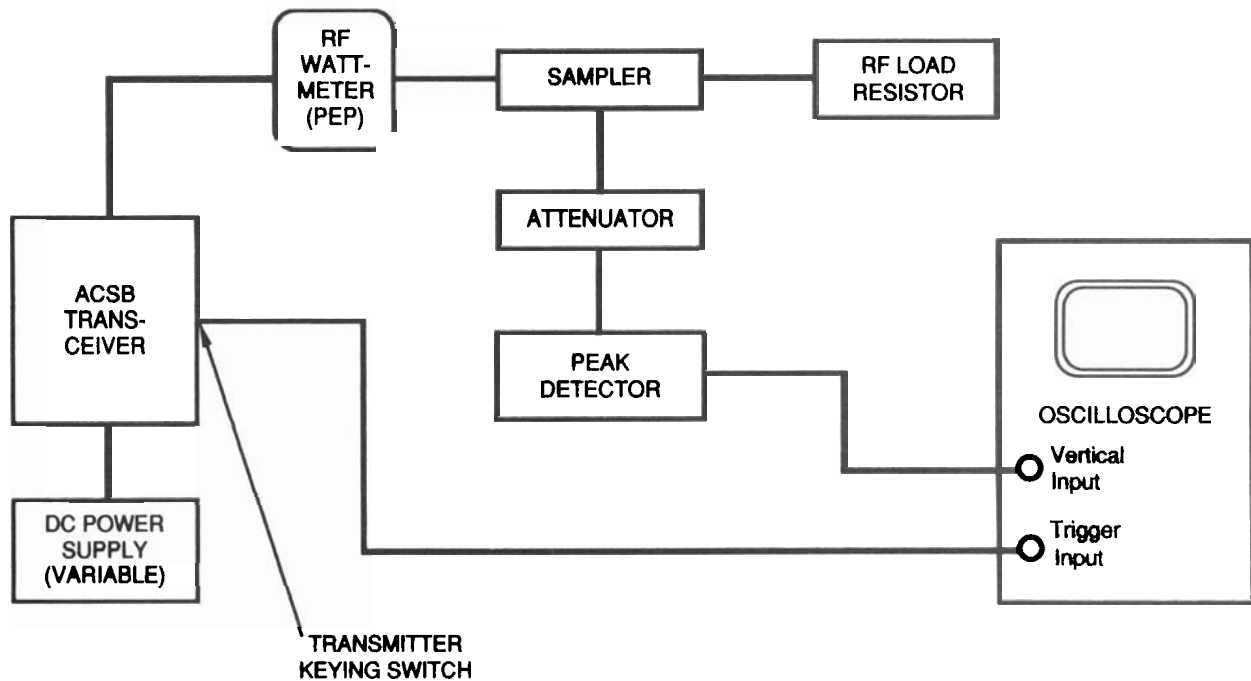 RF
WATT-
METER
(PEP)
SAMPLER
RF LOAD
RESISTOR
ATTENUATOR
ACSB
TRANS-
CEIVER
PEAK
DETECTOR
OSCILLOSCOPE
Vertical
Input
Trigger
Input
DC POWER
SUPPLY
(VARIABLE)
TRANSMITTER
KEYING SWITCH